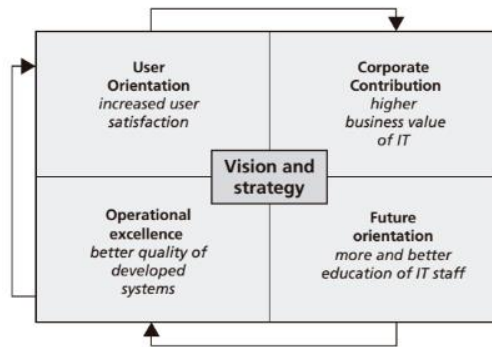 User
Orientation
increased user
satisfaction
Corporate
Contribution
higher
business value
of IT
Vision and
strategy
Operational
excellence
better quality of
developed
systems
Future
orientation
more and better
education of IT staff